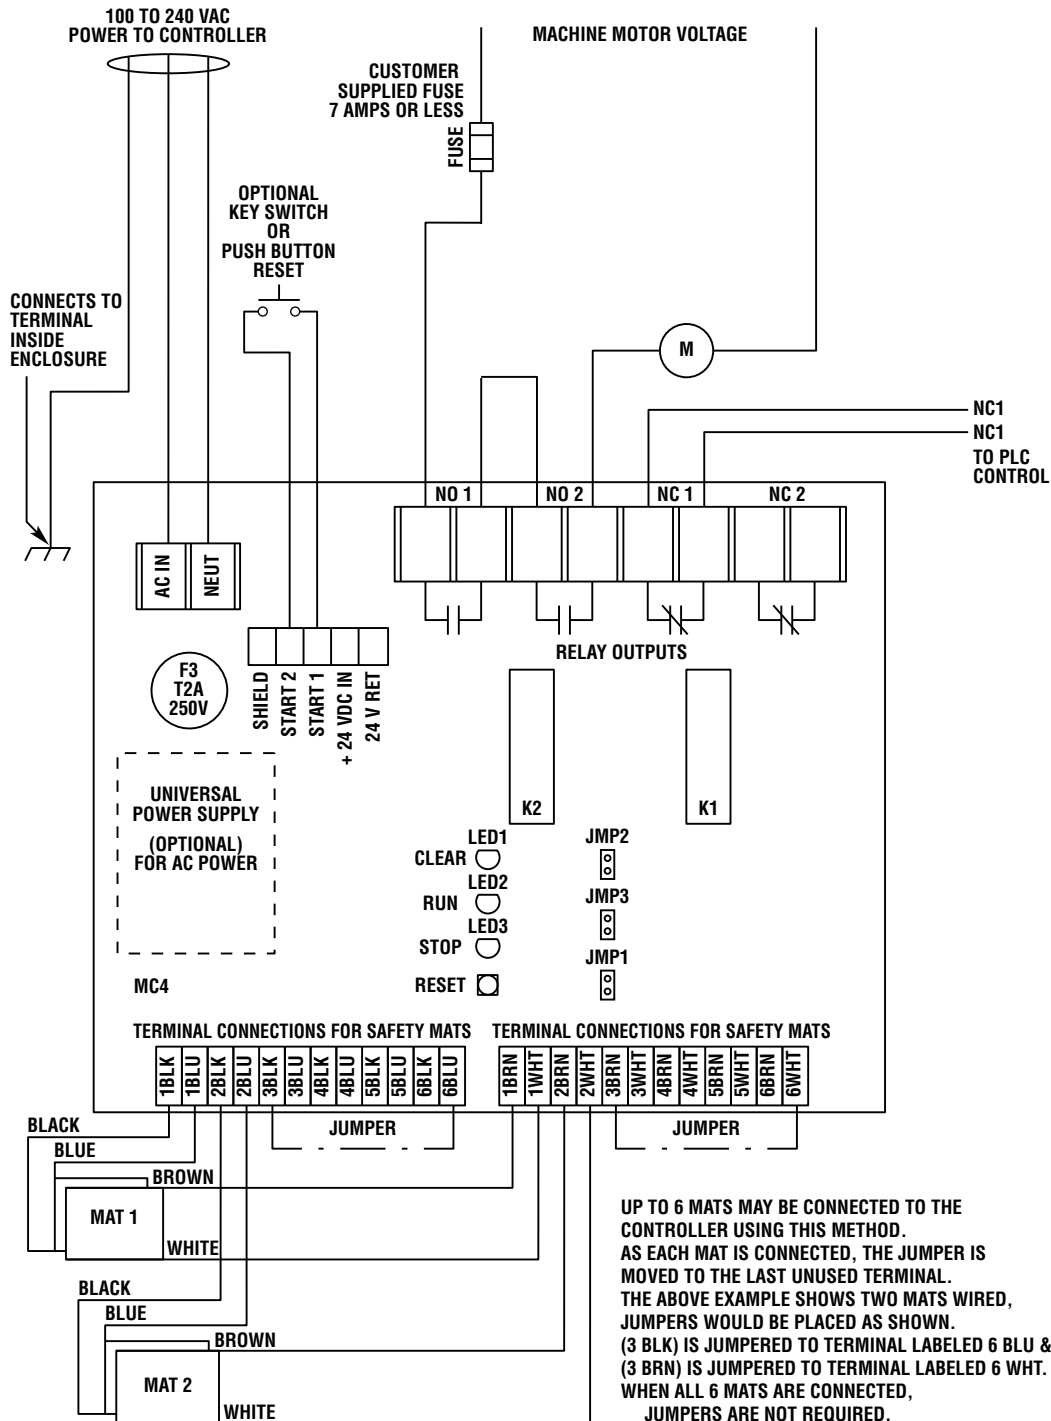 100 TO 240 VAC
POWER TO CONTROLLER
MACHINE MOTOR VOLTAGE
CUSTOMER
SUPPLIED FUSE
7 AMPS OR LESS
FUSE
OPTIONAL
KEY SWITCH
OR
PUSH BUTTON
RESET
CONNECTS TO
TERMINAL
INSIDE
ENCLOSURE
M
NC1
NC1
TO PLC
CONTROL
NO 1
NO 2
NC 1
NC 2
AC IN
NEUT
RELAY OUTPUTS
F3
T2A
250V
SHIELD
START 2
START 1
+ 24 VDC IN
24 V RET
UNIVERSAL
POWER SUPPLY
(OPTIONAL)
FOR AC POWER
K2
K1
LED1
CLEAR
LED2
RUN
LED3
STOP
RESET
JMP2
JMP3
JMP1
MC4
TERMINAL CONNECTIONS FOR SAFETY MATS
TERMINAL CONNECTIONS FOR SAFETY MATS
1BLK
1BLU
2BLK
2BLU
3BLK
3BLU
4BLK
4BLU
5BLK
5BLU
6BLK
6BLU
1BRN
1WHT
2BRN
2WHT
3BRN
3WHT
4BRN
4WHT
5BRN
5WHT
6BRN
6WHT
BLACK
BLUE
BROWN
MAT 1
WHITE
JUMPER
JUMPER
BLACK
BLUE
BROWN
MAT 2
WHITE
UP TO 6 MATS MAY BE CONNECTED TO THE
CONTROLLER USING THIS METHOD.
AS EACH MAT IS CONNECTED, THE JUMPER IS
MOVED TO THE LAST UNUSED TERMINAL.
THE ABOVE EXAMPLE SHOWS TWO MATS WIRED,
JUMPERS WOULD BE PLACED AS SHOWN.
(3 BLK) IS JUMPERED TO TERMINAL LABELED 6 BLU &
(3 BRN) IS JUMPERED TO TERMINAL LABELED 6 WHT.
WHEN ALL 6 MATS ARE CONNECTED,
JUMPERS ARE NOT REQUIRED.